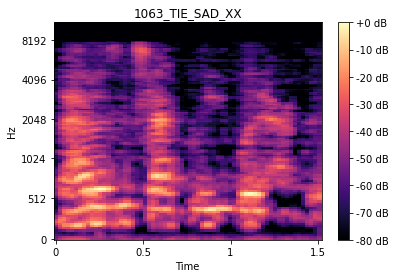 1063_TIE_SAD_XX
+0 dB
8192
-10 dB
4096
-20 dB
-30 dB
2048
Hz
-40 dB
1024
-50 dB
512
-60 dB
-70 dB
0
-80 dB
0
0.5
1
1.5
Time